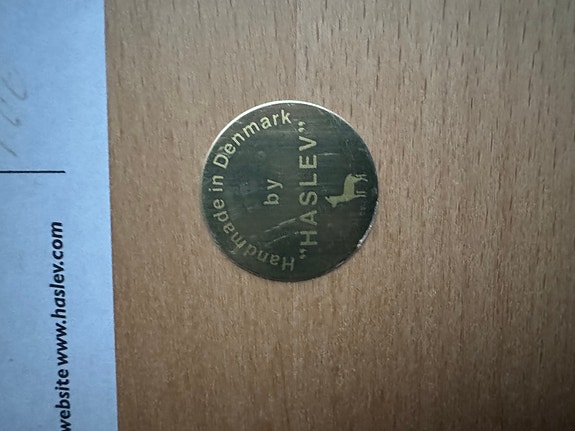 Handmade in Denmark
by
"HASLEV"
website www.haslev.com